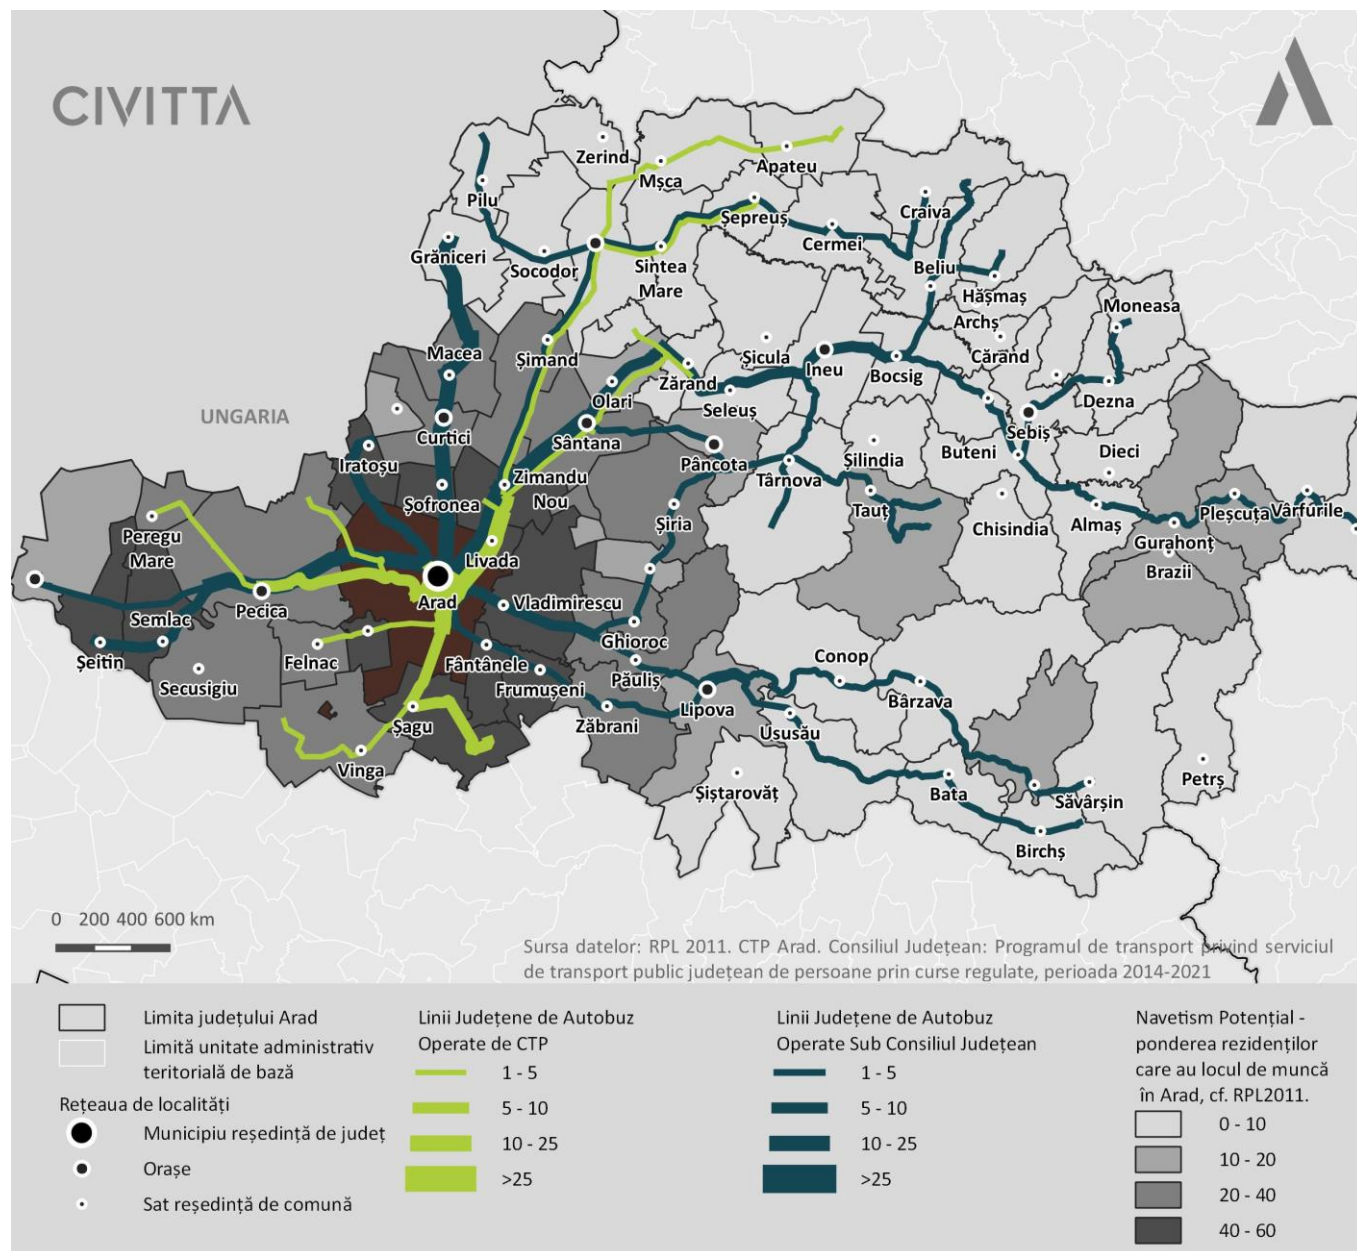 CIVITTA
Zerind
Mșca
Apateu
Pilu
Șepreuș
Craiva
Grăniceri
Socodor
Cermei
Sintea
Mare
Beliu
Hășmaș
Moneasa
Archș
Macea
Șimand
Șicula
Ineu
Cărand
Zărand
Bocsig
Olari
Seleuș
Dezna
UNGARIA
Curtici
Sântana
Sebiș
Iratoșu
Pâncota
Șilindia
Buteni
Dieci
Șofronea
Zimandu
Nou
Târnova
Peregu
Mare
Șiria
Tauț
Chisindia
Almaș
Pleșcuța
Vârfurile
Gurahonț
Livada
Brazii
Pecica
Arad
Vladimirescu
Semlac
Ghioroc
Șeitin
Felnac
Fântânele
Conop
Secusigiu
Frumușeni
Păuliș
Lipova
Bârzava
Șagu
Zăbrani
Ususău
Vinga
Șiștarovăț
Bata
Săvârșin
Petrș
Birchș
0 200 400 600 km
Sursa datelor: RPL 2011. CTP Arad. Consiliul Județean: Programul de transport privind serviciul
de transport public județean de persoane prin curse regulate, perioada 2014-2021
Limita județului Arad
Limită unitate administrativ
teritorială de bază
Rețeaua de localități
Municipiu reședință de județ
Orașe
Sat reședință de comună
Linii Județene de Autobuz
Operate de CTP
1 - 5
5 - 10
10 - 25
>25
Linii Județene de Autobuz
Operate Sub Consiliul Județean
1 - 5
5 - 10
10 - 25
>25
Navetism Potențial -
ponderea rezidenților
care au locul de muncă
în Arad, cf. RPL2011.
0 - 10
10 - 20
20 - 40
40 - 60